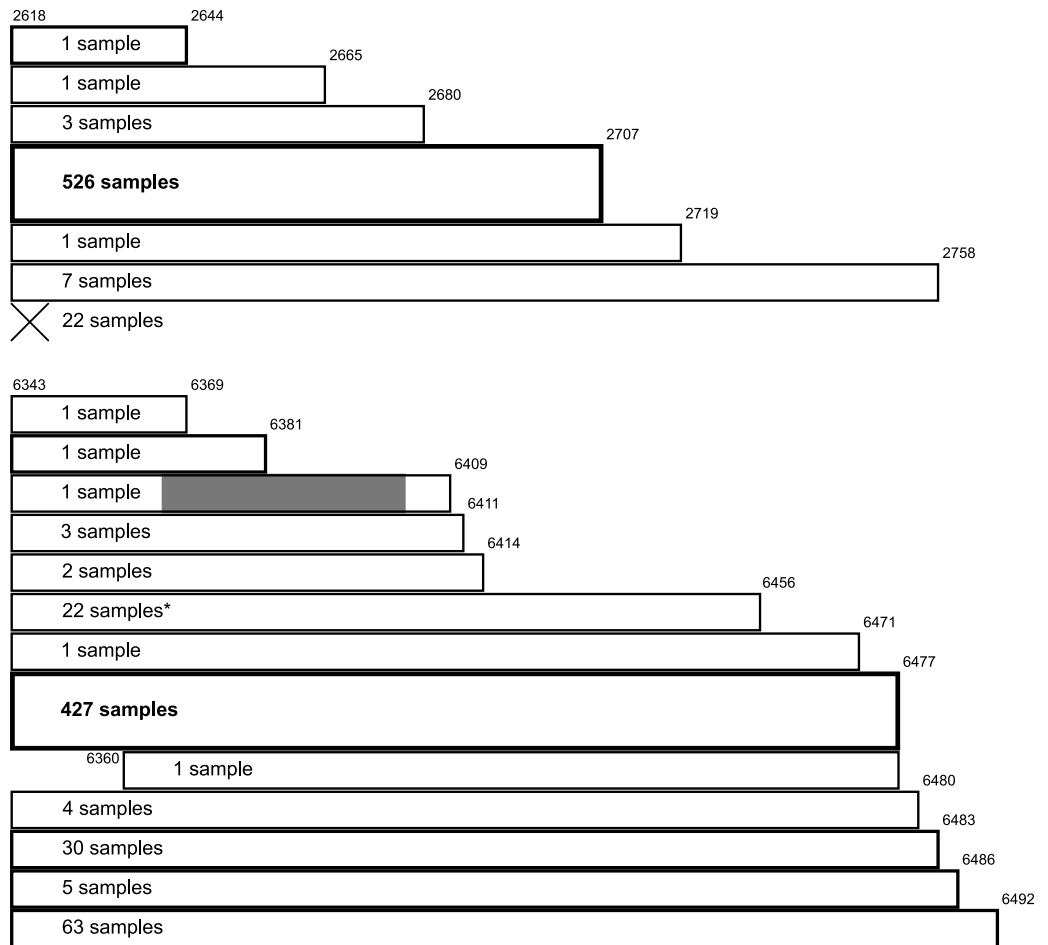 2618 2644
1 sample
2665
1 sample
2680
3 samples
2707
526 samples
2719
1 sample
2758
7 samples
22 samples
6343 6369
1 sample
6381
1 sample
6409
1 sample
6411
3 samples
6414
2 samples
6456
22 samples*
6471
1 sample
6477
427 samples
6360 1 sample
6480
4 samples
6483
30 samples
6486
5 samples
6492
63 samples